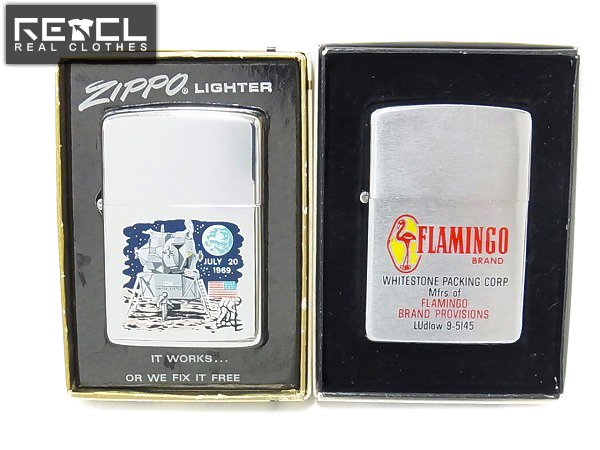 RECL
REAL CLOTHES
ZIPPO® LIGHTER
JULY 20
1969
IT WORKS...
OR WE FIX IT FREE
FLAMINGO
BRAND
WHITESTONE PACKING CORP
Mfrs. of
FLAMINGO
BRAND PROVISIONS
LUdlow 9-5145